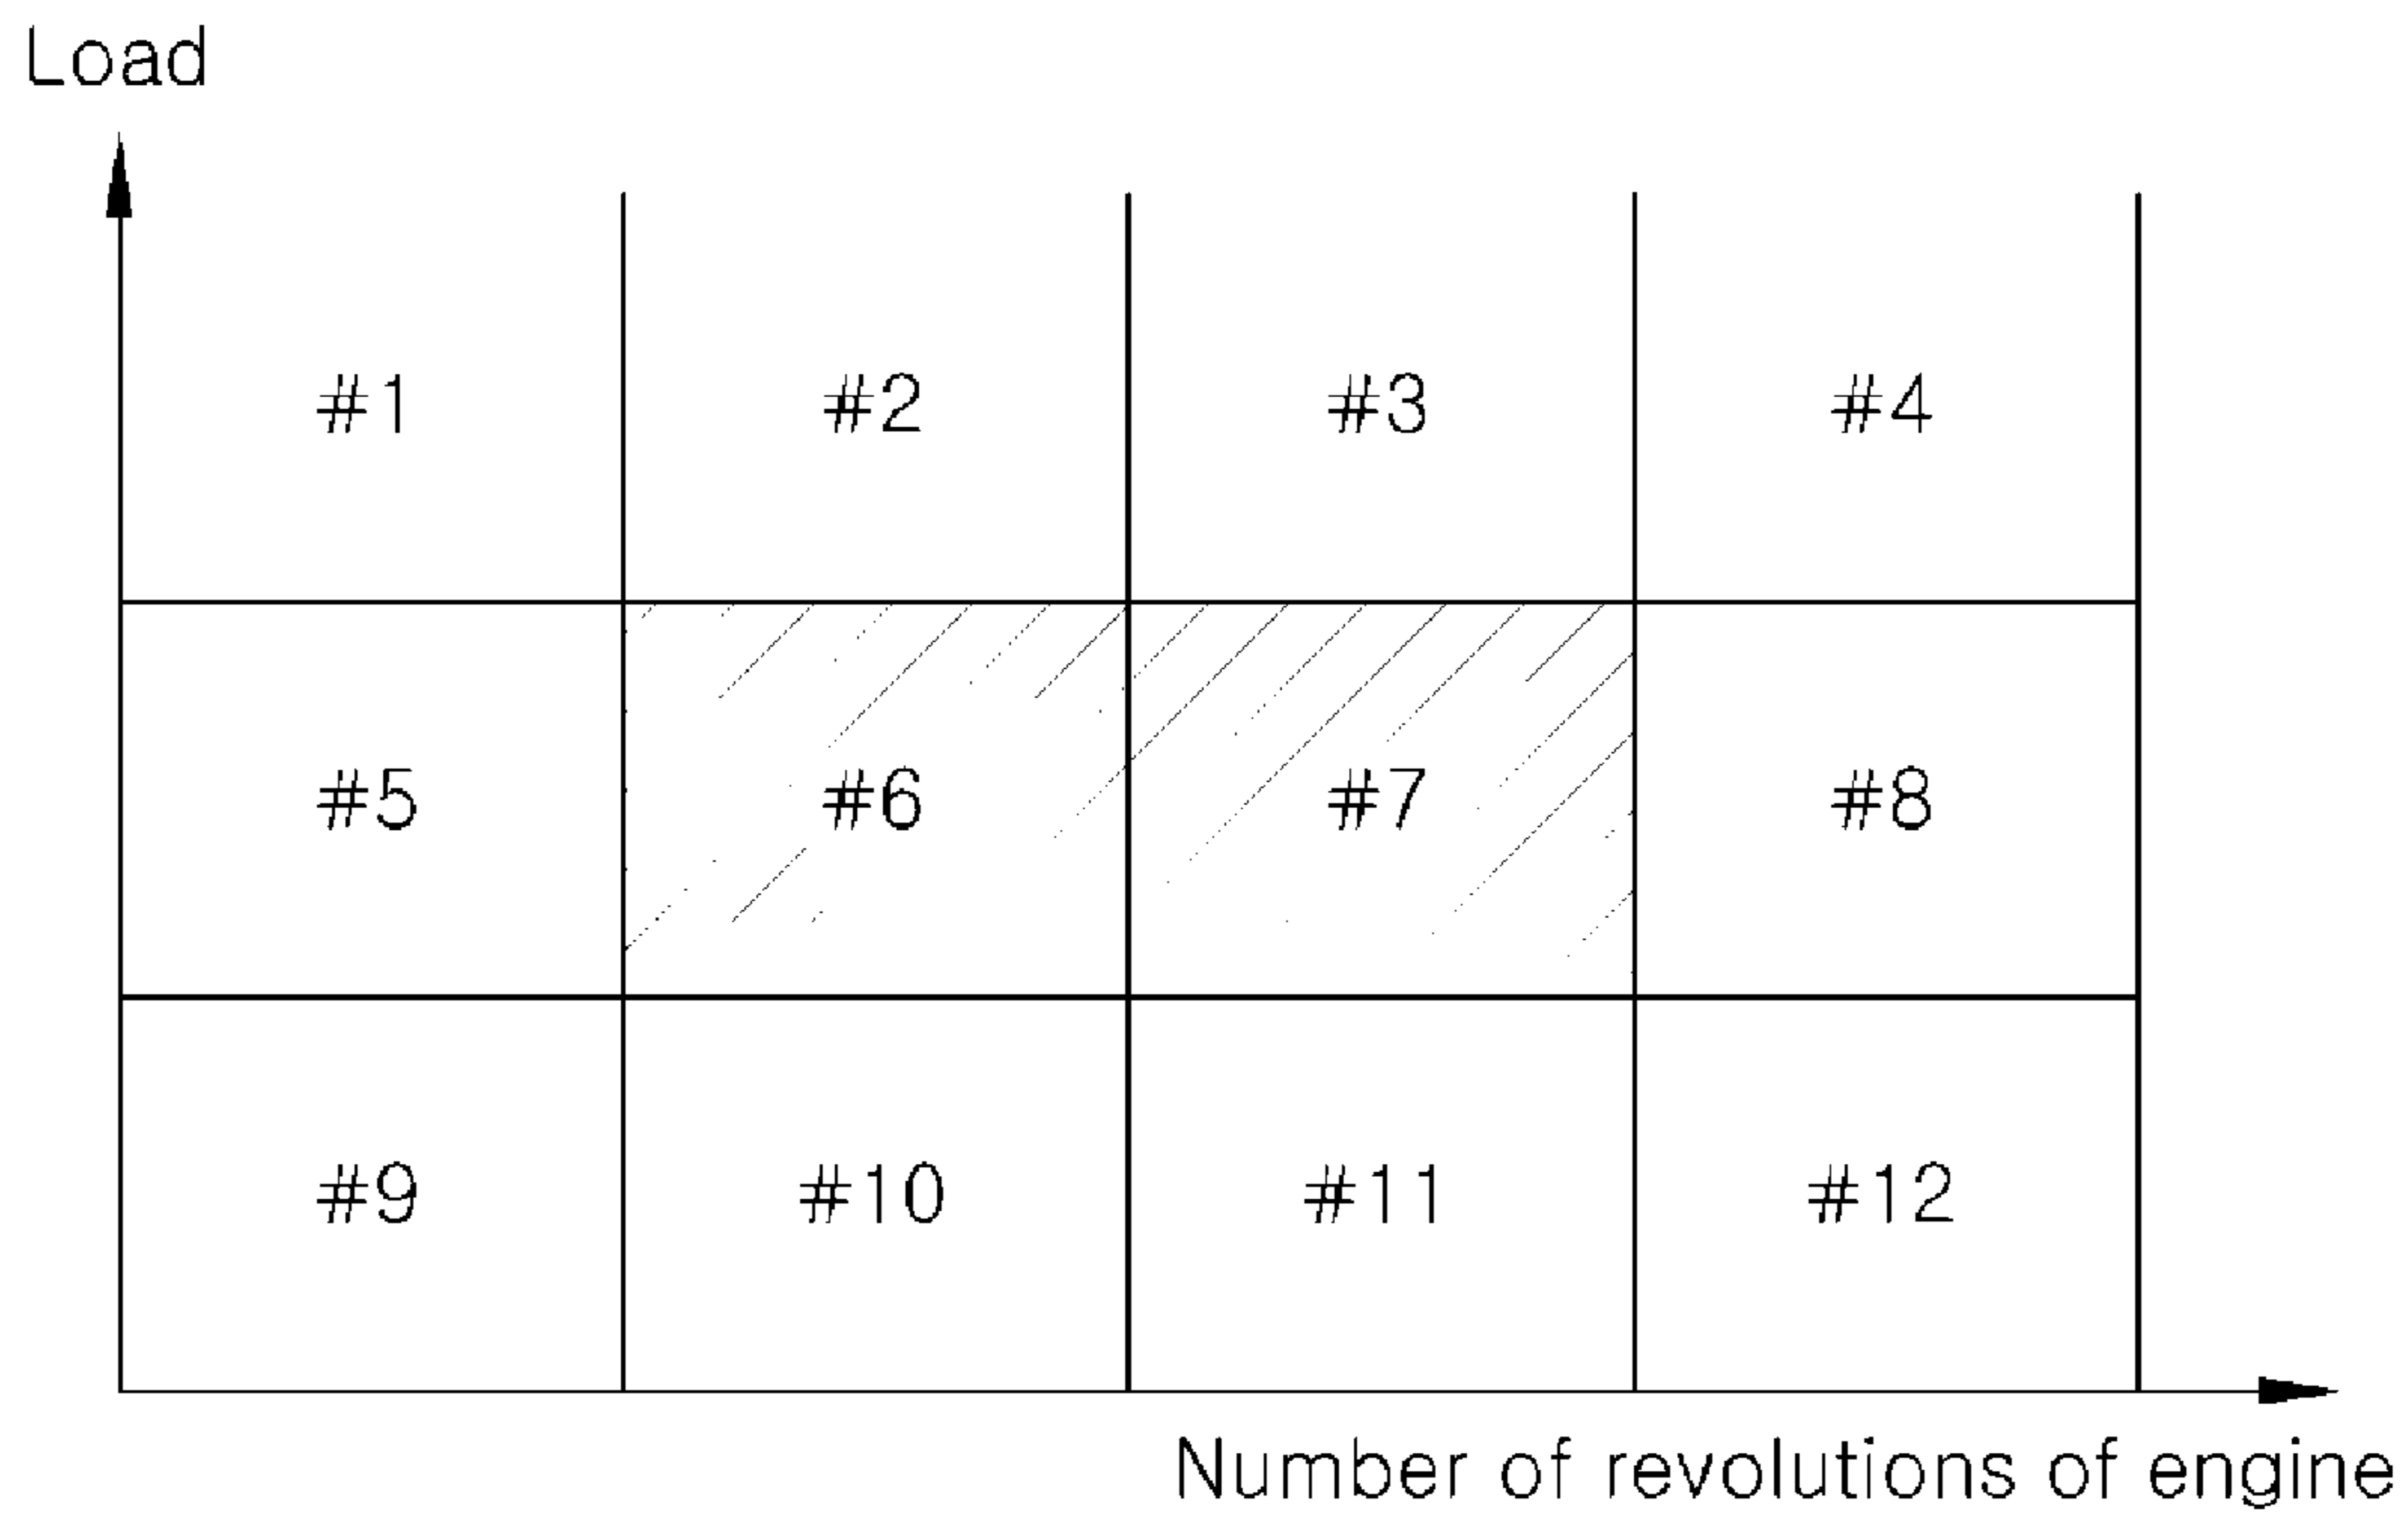 Load
#1 #2 #3 #4
#5 #6 #7 #8
#9 #10 #11 #12
Number of revolutions of engine